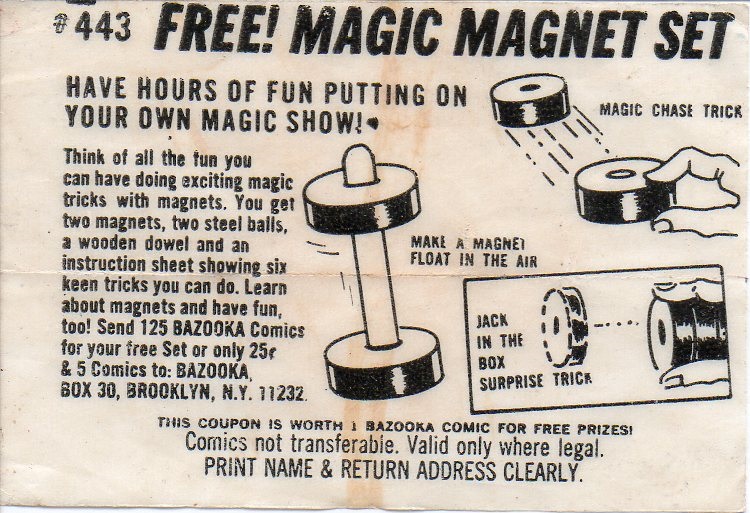 #443 FREE! MAGIC MAGNET SET
HAVE HOURS OF FUN PUTTING ON
YOUR OWN MAGIC SHOW!
Think of all the fun you
can have doing exciting magic
tricks with magnets. You get
two magnets, two steel balls,
a wooden dowel and an
instruction sheet showing six
keen tricks you can do. Learn
about magnets and have fun,
too! Send 125 BAZOOKA Comics
for your free Set or only 25¢
& 5 Comics to: BAZOOKA,
BOX 30, BROOKLYN, N.Y. 11232.
MAGIC CHASE TRICK
MAKE A MAGNET
FLOAT IN THE AIR
JACK
IN THE
BOX
SURPRISE TRICK
THIS COUPON IS WORTH 1 BAZOOKA COMIC FOR FREE PRIZES!
Comics not transferable. Valid only where legal.
PRINT NAME & RETURN ADDRESS CLEARLY.